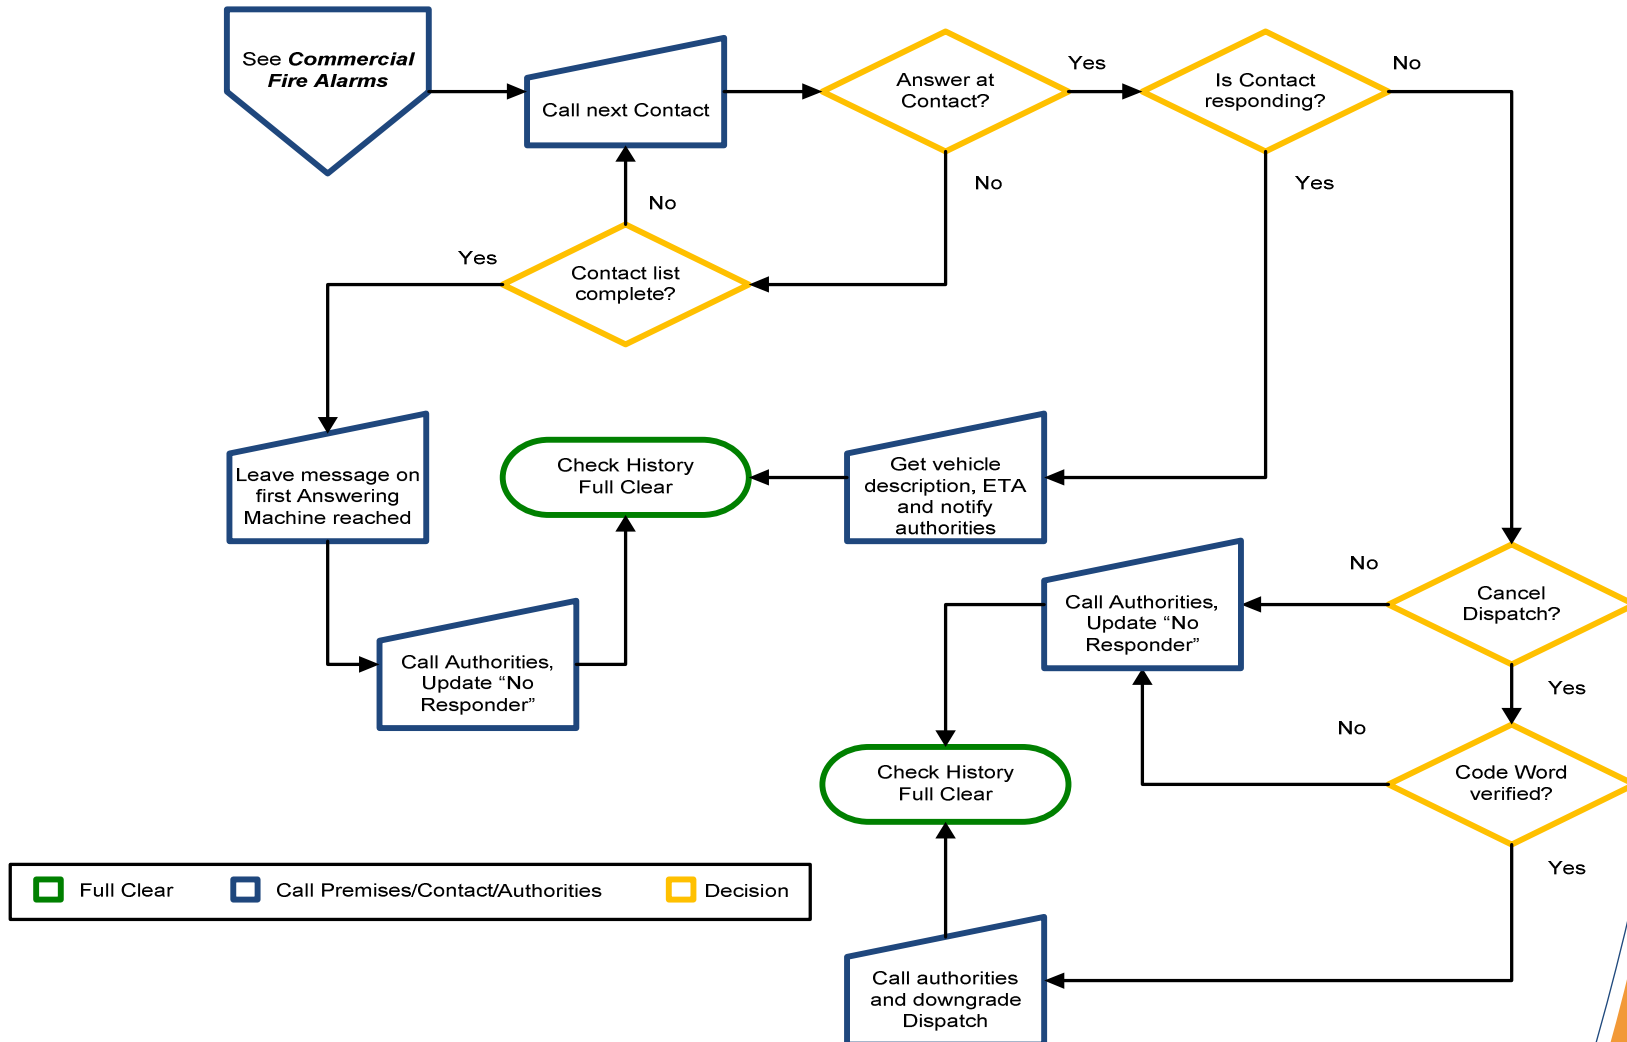 See Commercial
Fire Alarms
Call next Contact
Answer at
Contact?
Yes
Is Contact
responding?
No
No
Yes
No
Yes
Contact list
complete?
Leave message on
first Answering
Machine reached
Check History
Full Clear
Get vehicle
description, ETA
and notify
authorities
No
Call Authorities,
Update “No
Responder”
Cancel
Dispatch?
Call Authorities,
Update “No
Responder”
Yes
No
Check History
Full Clear
Code Word
verified?
Yes
Full Clear
Call Premises/Contact/Authorities
Decision
Call authorities
and downgrade
Dispatch